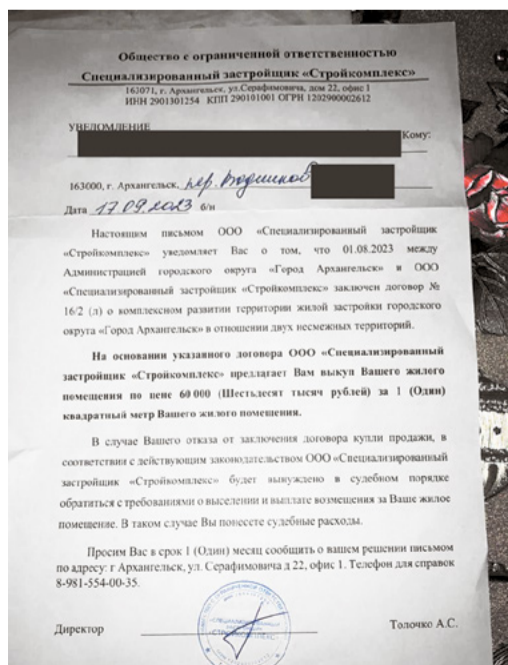 Общество с ограниченной ответственностью
Специализированный застройщик «Стройкомплекс»
163071, г. Архангельск, ул.Серафимовича, дом 22, офис 1
ИНН 2901301254 КПП 290101001 ОГРН 1202900002612
УВЕДОМЛЕНИЕ
Кому:
163000, г. Архангельск, пер. Водников
Дата 17.09.2023 б/н
Настоящим письмом ООО «Специализированный застройщик
«Стройкомплекс» уведомляет Вас о том, что 01.08.2023 между
Администрацией городского округа «Город Архангельск» и ООО
«Специализированный застройщик «Стройкомплекс» заключен договор №
16/2 (л) о комплексном развитии территории жилой застройки городского
округа «Город Архангельск» в отношении двух несмежных территорий.
На основании указанного договора ООО «Специализированный
застройщик «Стройкомплекс» предлагает Вам выкуп Вашего жилого
помещения по цене 60 000 (Шестьдесят тысяч рублей) за 1 (Один)
квадратный метр Вашего жилого помещения.
В случае Вашего отказа от заключения договора купли продажи, в
соответствии с действующим законодательством ООО «Специализированный
застройщик «Стройкомплекс» будет вынуждено в судебном порядке
обратиться с требованиями о выселении и выплате возмещения за Ваше жилое
помещение. В таком случае Вы понесете судебные расходы.
Просим Вас в срок 1 (Один) месяц сообщить о вашем решении письмом
по адресу: г Архангельск, ул. Серафимовича д 22, офис 1. Телефон для справок
8-981-554-00-35.
Директор Толочко А.С.
«СПЕЦИАЛИЗИРОВАННЫЙ
ЗАСТРОЙЩИК
«СТРОЙКОМПЛЕКС»